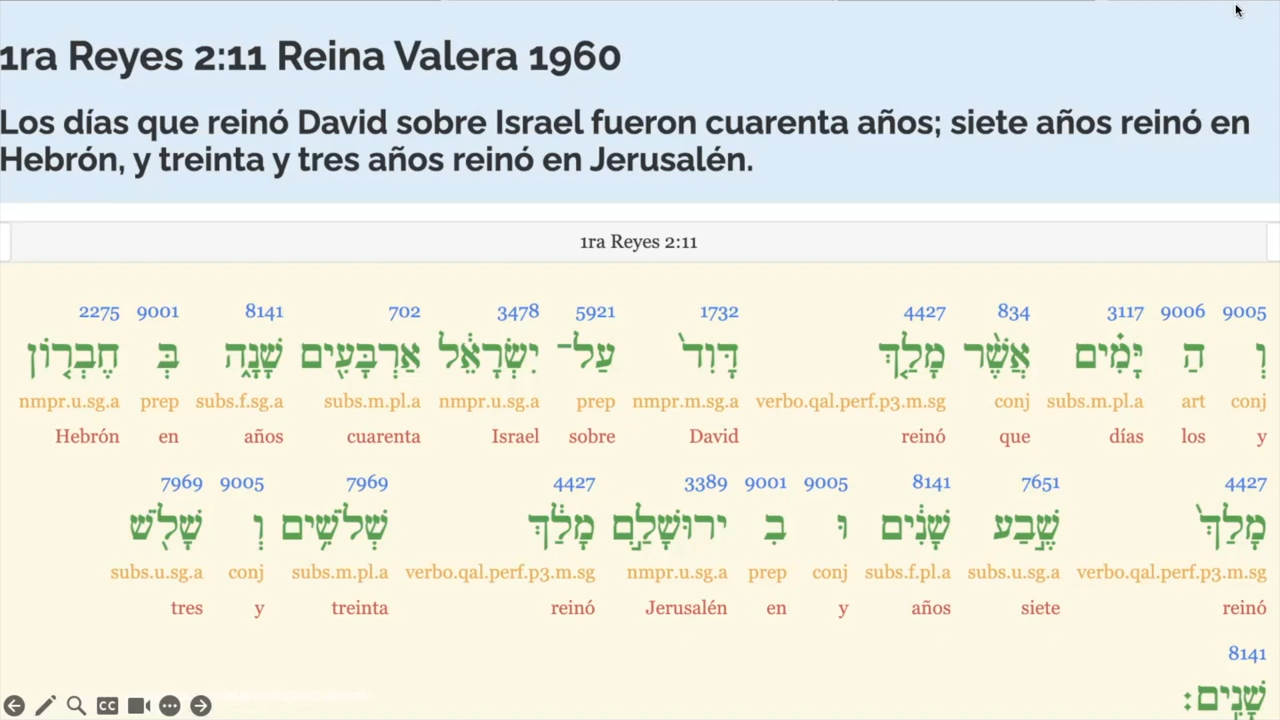 1ra Reyes 2:11 Reina Valera 1960
Los días que reinó David sobre Israel fueron cuarenta años; siete años reinó en
Hebrón, y treinta y tres años reinó en Jerusalén.
1ra Reyes 2:11
2275 9001 8141 702 3478 5921 1732 4427 834 3117 9006 9005
וְ הַ יָּמִ֗ים אֲשֶׁ֨ר מָלַ֤ךְ דָּוִד֙ עַל־ יִשְׂרָאֵ֔ל אַרְבָּעִ֖ים שָׁנָ֑ה בְּ חֶבְר֤וֹן
nmpr.u.sg.a prep subs.f.sg.a subs.m.pl.a nmpr.u.sg.a prep nmpr.m.sg.a verbo.qal.perf.p3.m.sg conj subs.m.pl.a art conj
Hebrón en años cuarenta Israel sobre David reinó que días los y
7969 9005 7969 4427 3389 9001 9005 8141 7651 4427
מָלַךְ֙ שֶׁ֣בַע שָׁנִ֔ים וּ בִ ירוּשָׁלִַ֣ם מָלַ֔ךְ שְׁלֹשִׁ֥ים וְ שָׁלֹ֖שׁ
subs.u.sg.a conj subs.m.pl.a verbo.qal.perf.p3.m.sg nmpr.u.sg.a prep conj subs.f.pl.a subs.u.sg.a verbo.qal.perf.p3.m.sg
tres y treinta reinó Jerusalén en y años siete reinó
8141
שָׁנִֽים׃
CC